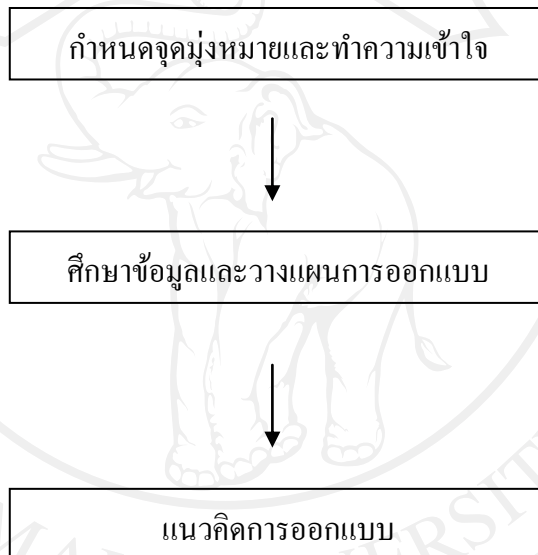 กำหนดจุดมุ่งหมายและทำความเข้าใจ
ศึกษาข้อมูลและวางแผนการออกแบบ
แนวคิดการออกแบบ